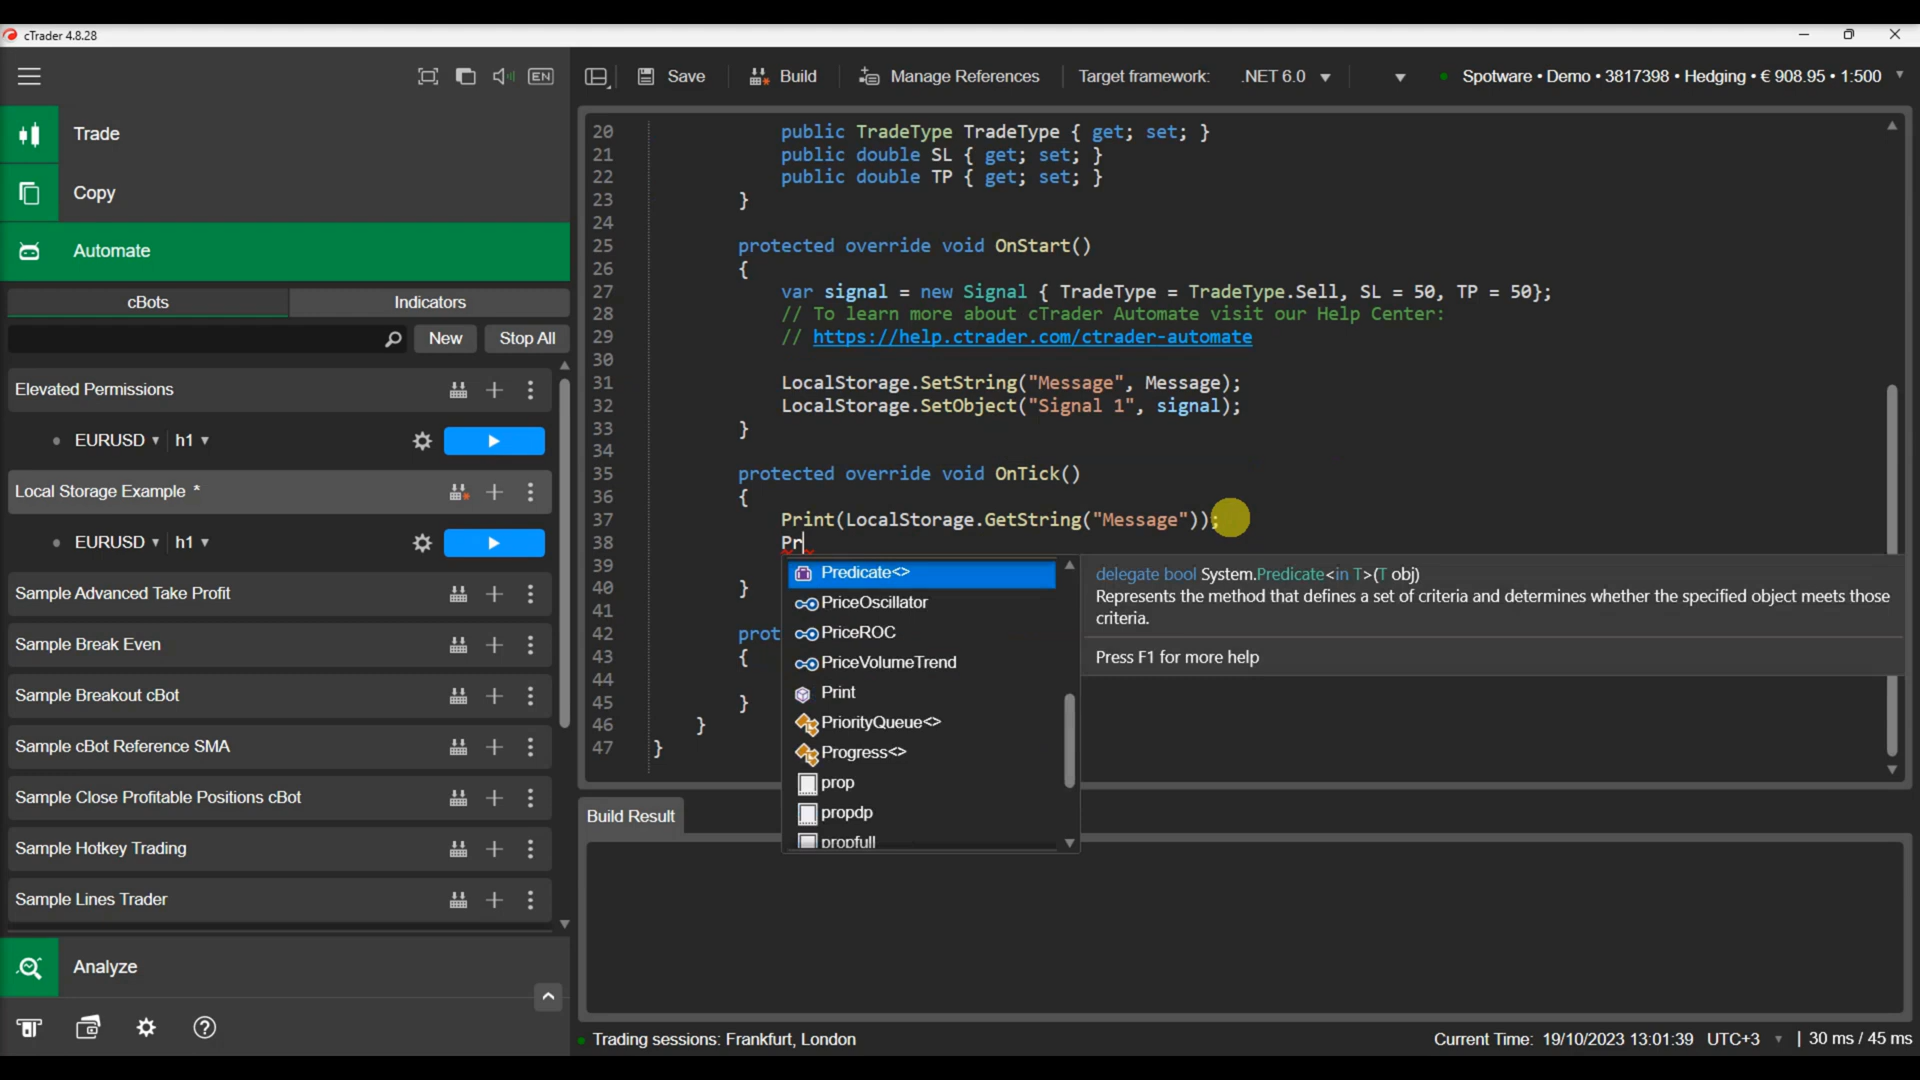 cTrader 4.8.28
EN
Save
Build
Manage References
Target framework:
.NET 6.0
Spotware • Demo • 3817398 • Hedging • € 908.95 • 1:500
Trade
Copy
Automate
cBots
Indicators
New
Stop All
Elevated Permissions
EURUSD
h1
Local Storage Example *
EURUSD
h1
Sample Advanced Take Profit
Sample Break Even
Sample Breakout cBot
Sample cBot Reference SMA
Sample Close Profitable Positions cBot
Sample Hotkey Trading
Sample Lines Trader
Analyze
20 public TradeType TradeType { get; set; }
21 public double SL { get; set; }
22 public double TP { get; set; }
23 }
24
25 protected override void OnStart()
26 {
27 var signal = new Signal { TradeType = TradeType.Sell, SL = 50, TP = 50};
28 // To learn more about cTrader Automate visit our Help Center:
29 // https://help.ctrader.com/ctrader-automate
30
31 LocalStorage.SetString("Message", Message);
32 LocalStorage.SetObject("Signal 1", signal);
33 }
34
35 protected override void OnTick()
36 {
37 Print(LocalStorage.GetString("Message"));
38 Pr
39
40 }
41
42 prot
43 {
44
45 }
46 }
47 }
Predicate<>
PriceOscillator
PriceROC
PriceVolumeTrend
Print
PriorityQueue<>
Progress<>
prop
propdp
propfull
delegate bool System.Predicate<in T>(T obj)
Represents the method that defines a set of criteria and determines whether the specified object meets those
criteria.
Press F1 for more help
Build Result
Trading sessions: Frankfurt, London
Current Time: 19/10/2023 13:01:39 UTC+3
| 30 ms / 45 ms